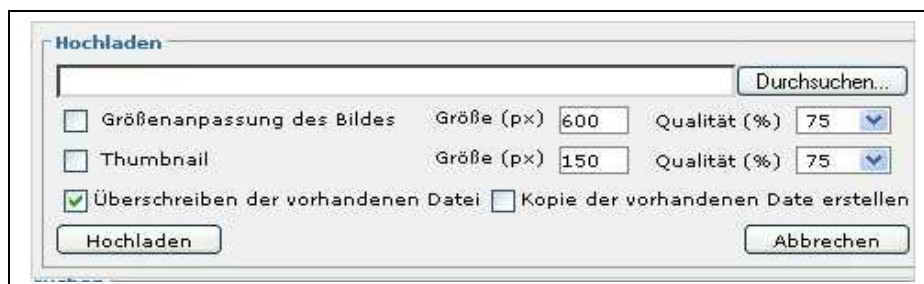 Hochladen
Durchsuchen...
Größenanpassung des Bildes Größe (px) 600 Qualität (%) 75
Thumbnail Größe (px) 150 Qualität (%) 75
Überschreiben der vorhandenen Datei Kopie der vorhandenen Date erstellen
Hochladen Abbrechen